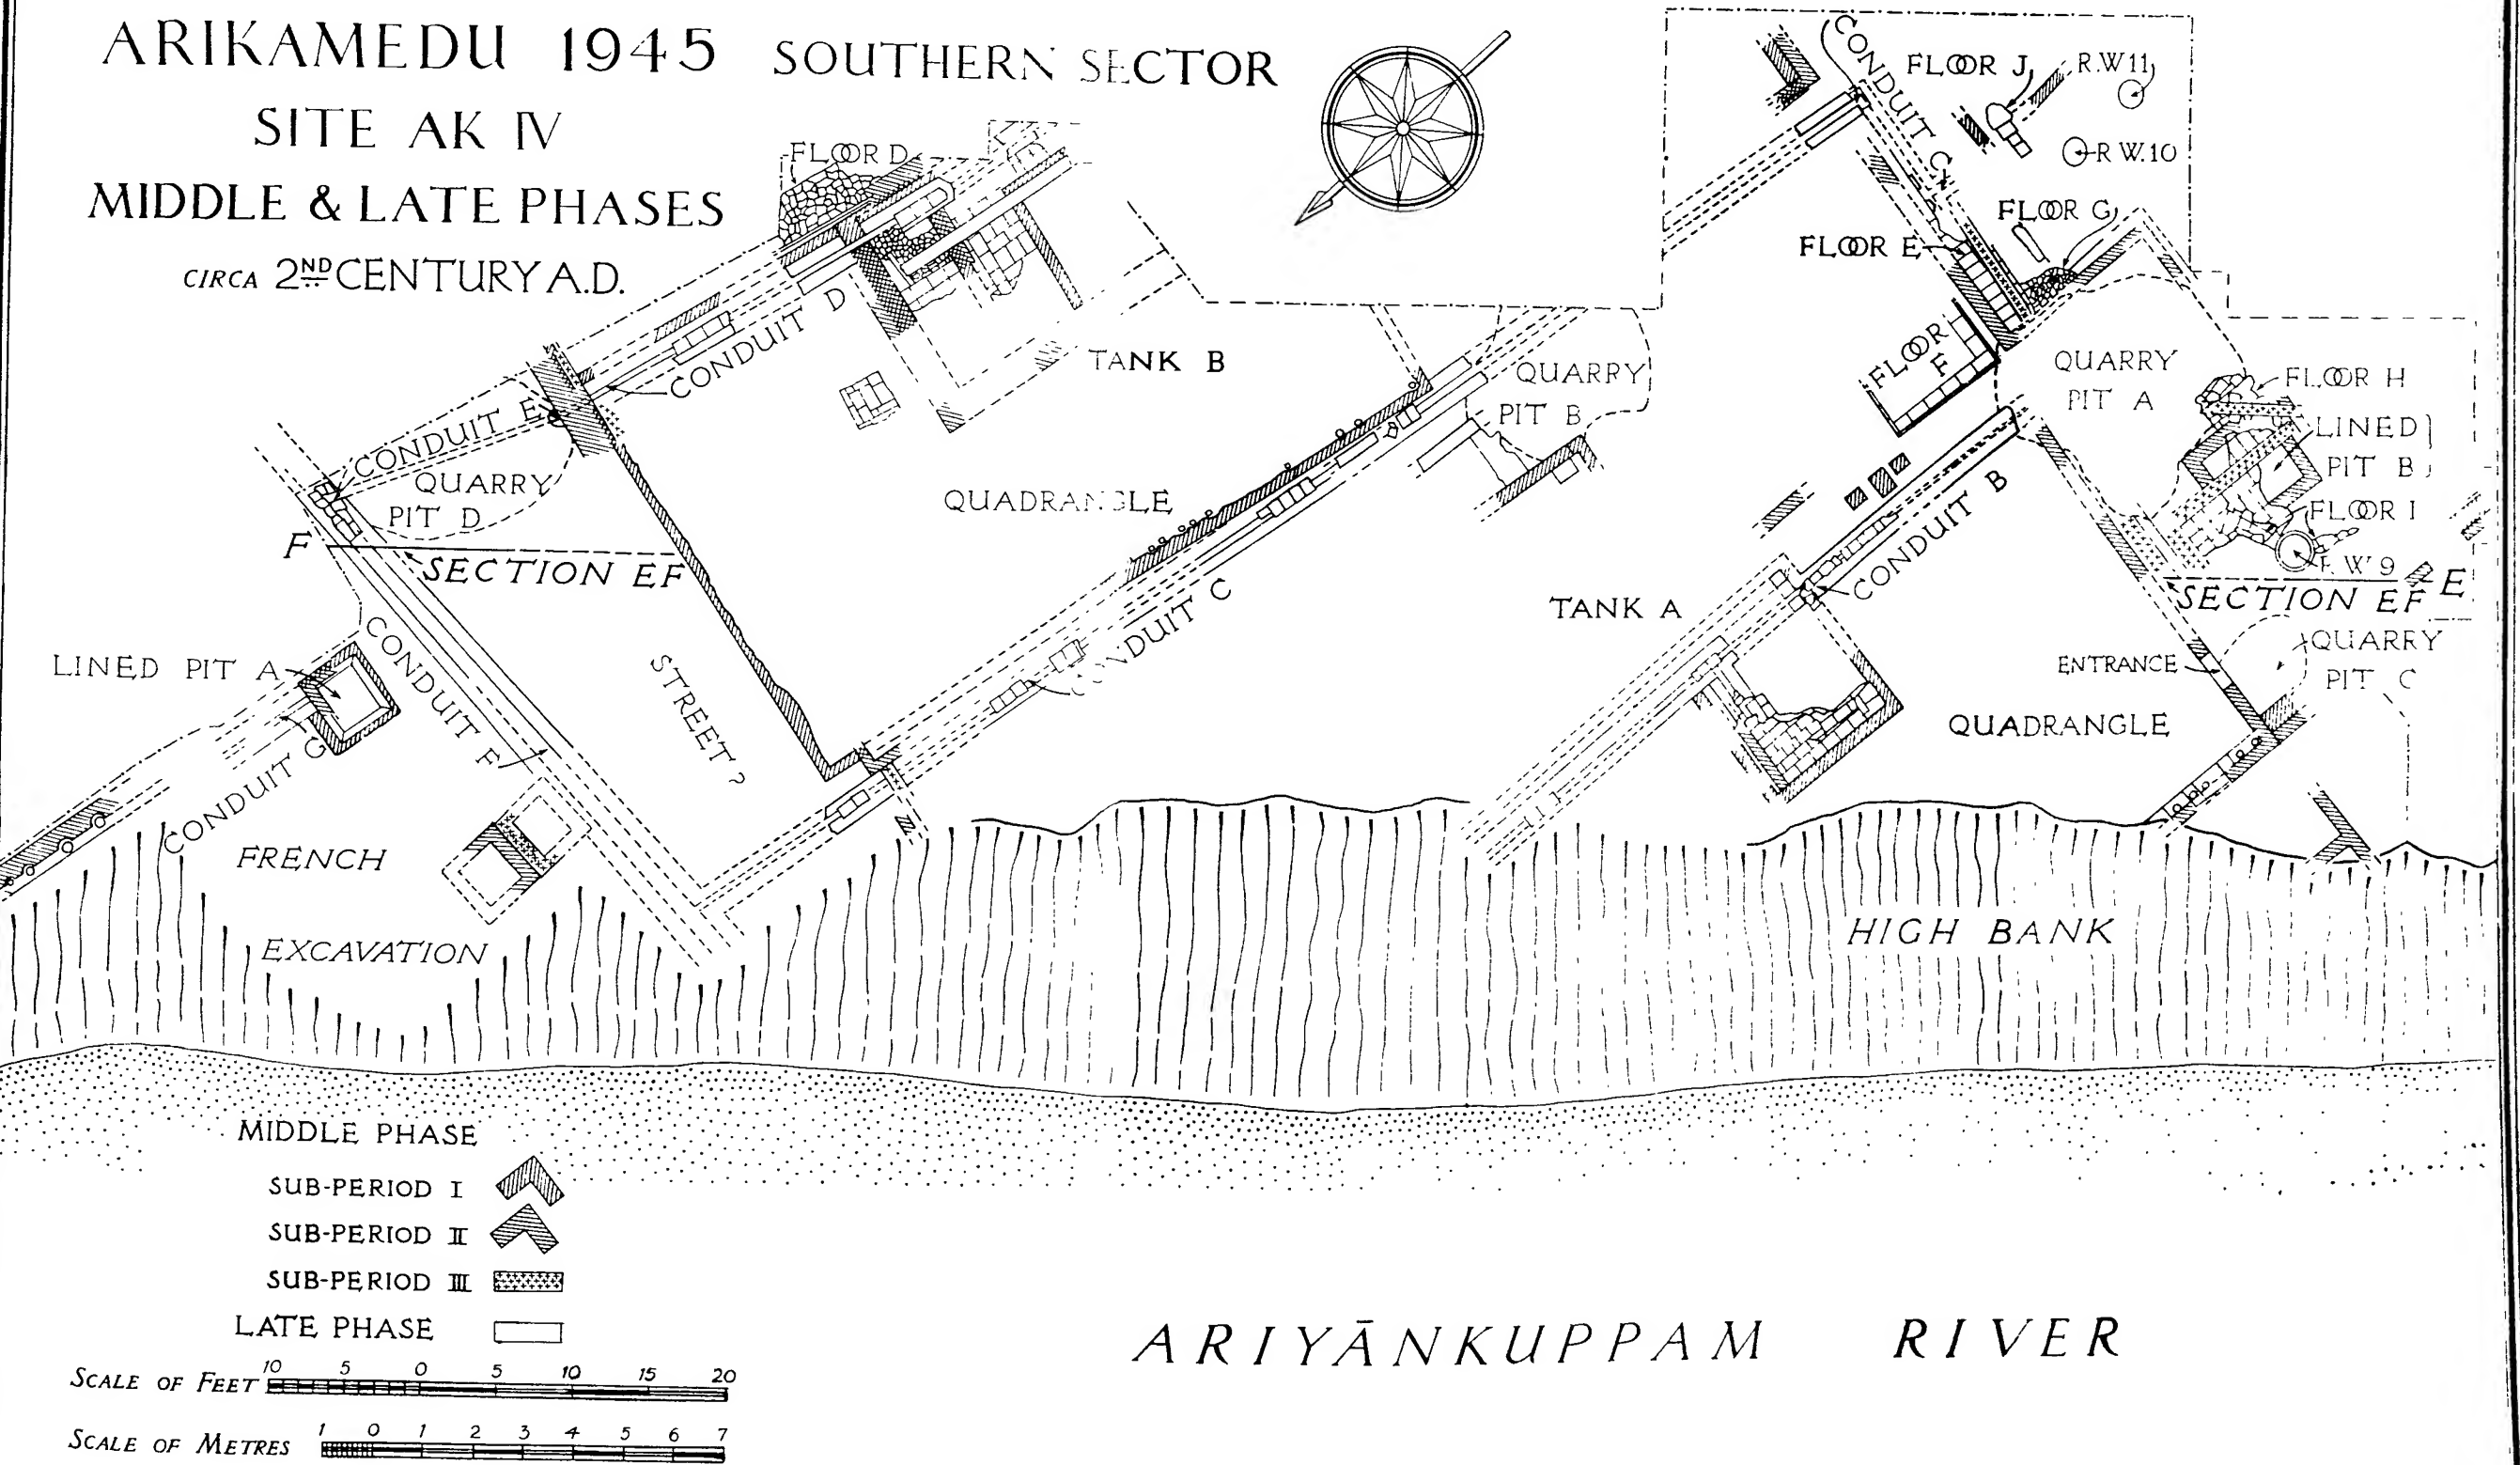 ARIKAMEDU 1945 SOUTHERN SECTOR
SITE AK IV
MIDDLE & LATE PHASES
CIRCA 2ND CENTURY A.D.
FLOOR D
CONDUIT D
TANK B
CONDUIT C
FLOOR J
R.W 11
R W.10
FLOOR G
FLOOR E
FLOOR F
QUARRY
PIT A
FLOOR H
LINED
PIT B
FLOOR I
R W 9
E
SECTION EF
QUARRY
PIT B
CONDUIT E
QUARRY
PIT D
F
SECTION EF
QUADRANGLE
CONDUIT B
TANK A
CONDUIT C
LINED PIT A
CONDUIT F
STREET?
ENTRANCE
QUARRY
PIT C
QUADRANGLE
CONDUIT G
FRENCH
EXCAVATION
HIGH BANK
MIDDLE PHASE
SUB-PERIOD I
SUB-PERIOD II
SUB-PERIOD III
LATE PHASE
SCALE OF FEET 10 5 0 5 10 15 20
SCALE OF METRES 1 0 1 2 3 4 5 6 7
ARIYĀNKUPPAM RIVER